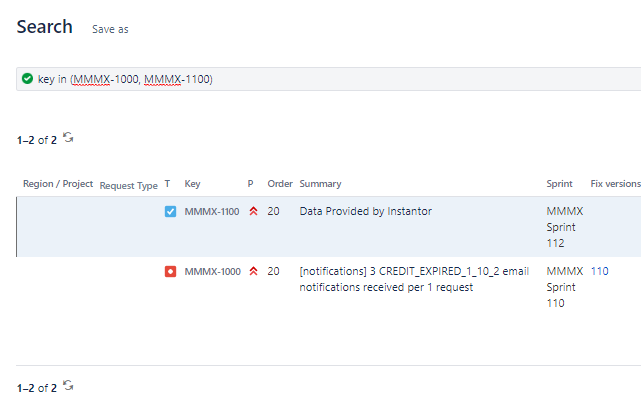 Search Save as
key in (MMMX-1000, MMMX-1100)
1–2 of 2
Region / Project Request Type T Key P Order Summary Sprint Fix versions
MMMX-1100 20 Data Provided by Instantor MMMX
Sprint
112
MMMX-1000 20 [notifications] 3 CREDIT_EXPIRED_1_10_2 email MMMX 110
notifications received per 1 request Sprint
110
1–2 of 2